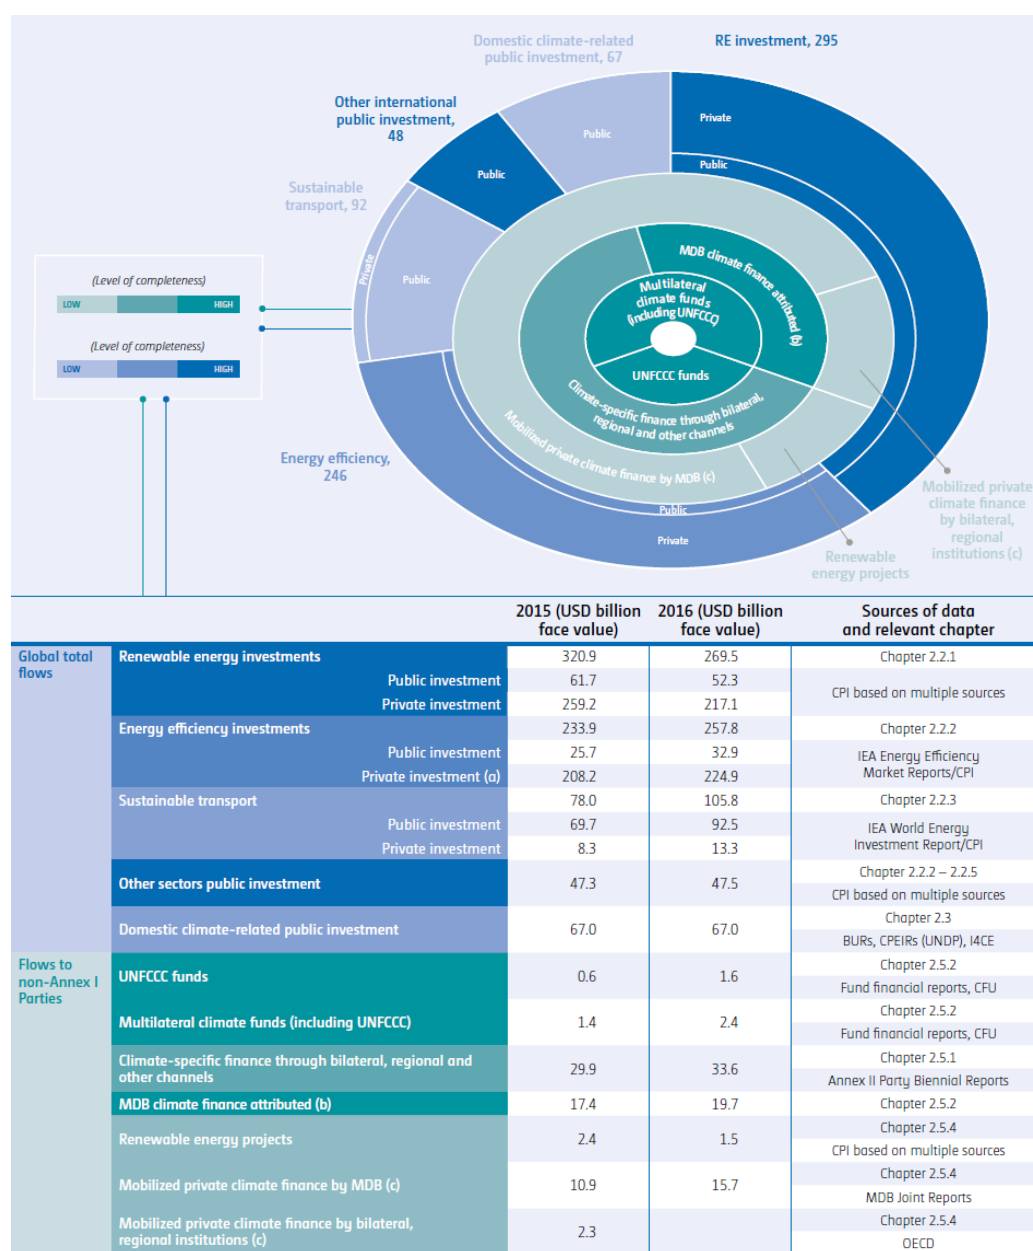 Domestic climate-related
public investment, 67
RE investment, 295
Other international
public investment,
48
Sustainable
transport, 92
Energy efficiency,
246
Private
Public
Public
Public
Private
Public
Public
Private
Multilateral
climate funds
(including UNFCCC)
UNFCCC funds
MDB climate finance attributed (b)
Climate-specific finance through bilateral,
regional and other channels
Mobilized private climate finance by MDB (c)
Mobilized private
climate finance
by bilateral,
regional
institutions (c)
Renewable
energy projects
(Level of completeness)
LOW HIGH
(Level of completeness)
LOW HIGH
2015 (USD billion face value) 2016 (USD billion face value) Sources of data and relevant chapter
Global total flows
Renewable energy investments 320.9 269.5 Chapter 2.2.1
Public investment 61.7 52.3 CPI based on multiple sources
Private investment 259.2 217.1
Energy efficiency investments 233.9 257.8 Chapter 2.2.2
Public investment 25.7 32.9 IEA Energy Efficiency
Private investment (a) 208.2 224.9 Market Reports/CPI
Sustainable transport 78.0 105.8 Chapter 2.2.3
Public investment 69.7 92.5 IEA World Energy
Private investment 8.3 13.3 Investment Report/CPI
Other sectors public investment 47.3 47.5 Chapter 2.2.2 – 2.2.5
CPI based on multiple sources
Domestic climate-related public investment 67.0 67.0 Chapter 2.3
BURs, CPEIRs (UNDP), I4CE
Flows to non-Annex I Parties
UNFCCC funds 0.6 1.6 Chapter 2.5.2
Fund financial reports, CFU
Multilateral climate funds (including UNFCCC) 1.4 2.4 Chapter 2.5.2
Fund financial reports, CFU
Climate-specific finance through bilateral, regional and
other channels 29.9 33.6 Chapter 2.5.1
Annex II Party Biennial Reports
MDB climate finance attributed (b) 17.4 19.7 Chapter 2.5.2
Renewable energy projects 2.4 1.5 Chapter 2.5.4
CPI based on multiple sources
Mobilized private climate finance by MDB (c) 10.9 15.7 Chapter 2.5.4
MDB Joint Reports
Mobilized private climate finance by bilateral,
regional institutions (c) 2.3 Chapter 2.5.4
OECD